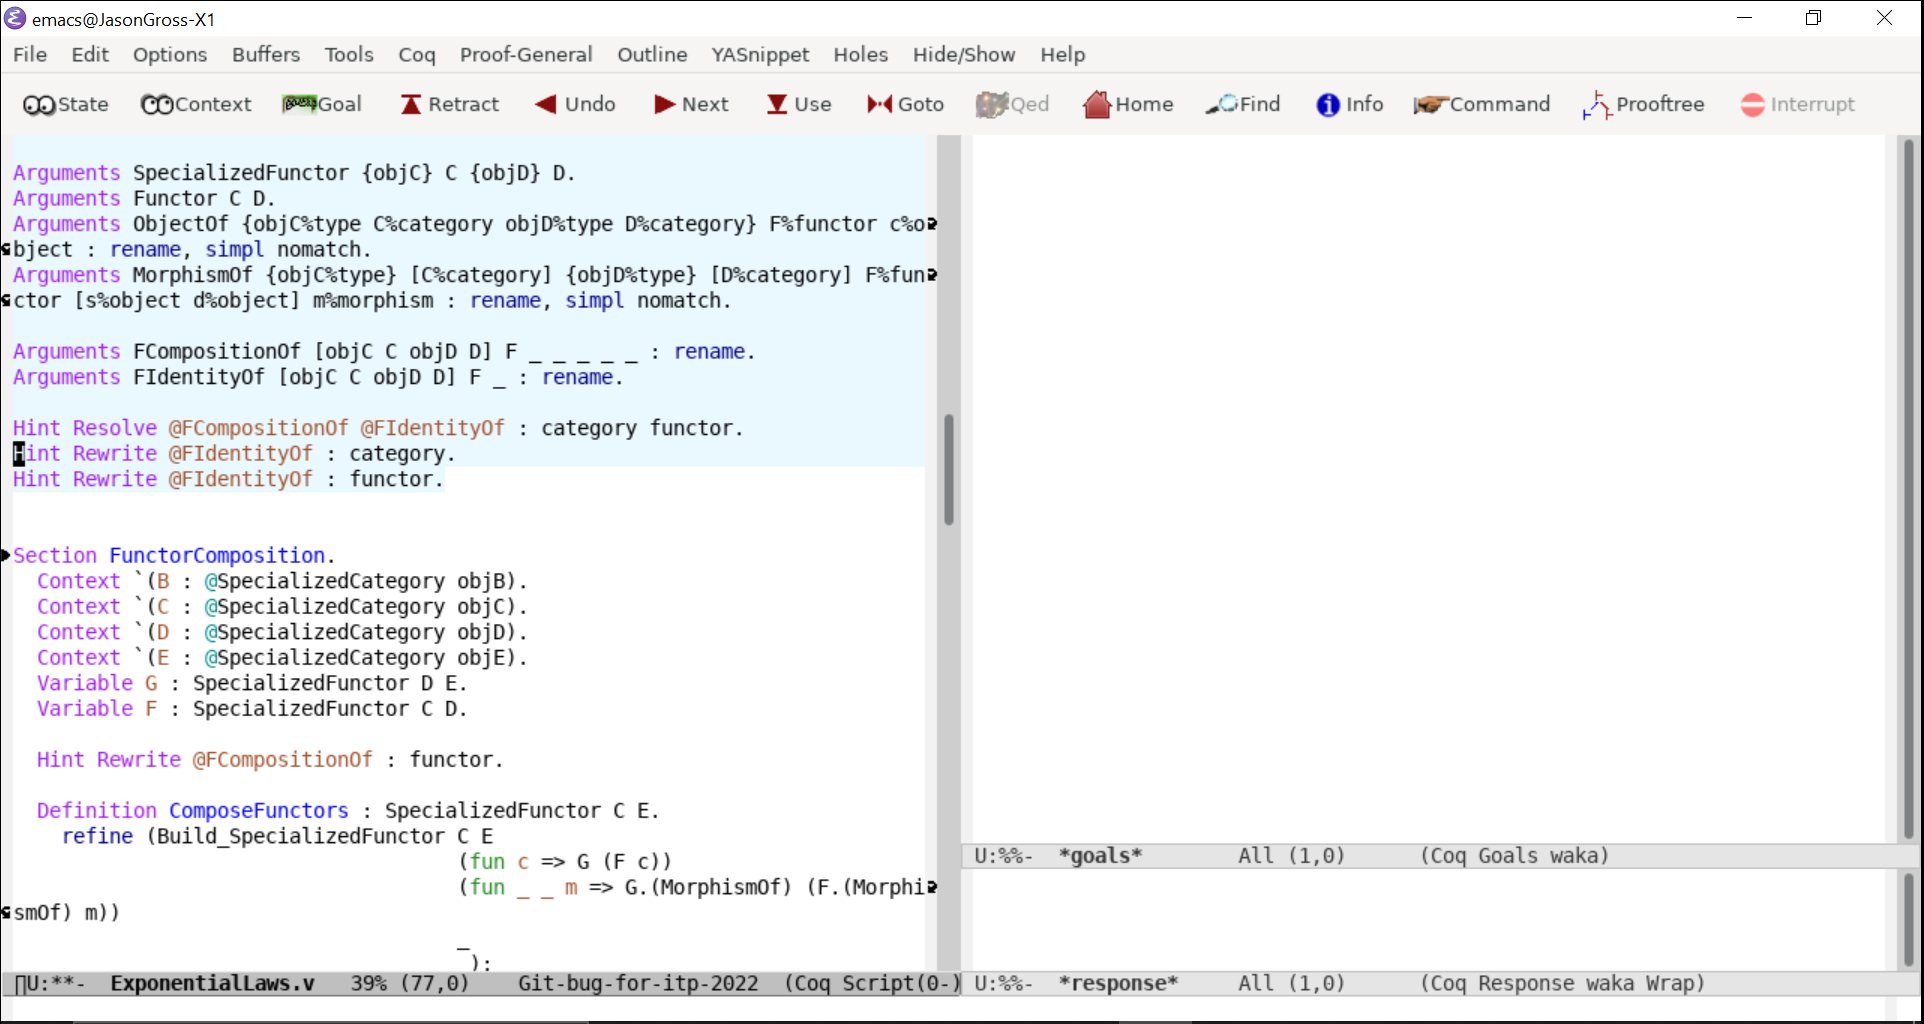 emacs@JasonGross-X1
File Edit Options Buffers Tools Coq Proof-General Outline YASnippet Holes Hide/Show Help
State Context Goal Retract Undo Next Use Goto Qed Home Find Info Command Prooftree Interrupt
Arguments SpecializedFunctor {objC} C {objD} D.
Arguments Functor C D.
Arguments ObjectOf {objC%type C%category objD%type D%category} F%functor c%o
bject : rename, simpl nomatch.
Arguments MorphismOf {objC%type} [C%category] {objD%type} [D%category] F%fun
ctor [s%object d%object] m%morphism : rename, simpl nomatch.
Arguments FCompositionOf [objC C objD D] F _ _ _ _ _ : rename.
Arguments FIdentityOf [objC C objD D] F _ : rename.
Hint Resolve @FCompositionOf @FIdentityOf : category functor.
Hint Rewrite @FIdentityOf : category.
Hint Rewrite @FIdentityOf : functor.
Section FunctorComposition.
Context `(B : @SpecializedCategory objB).
Context `(C : @SpecializedCategory objC).
Context `(D : @SpecializedCategory objD).
Context `(E : @SpecializedCategory objE).
Variable G : SpecializedFunctor D E.
Variable F : SpecializedFunctor C D.
Hint Rewrite @FCompositionOf : functor.
Definition ComposeFunctors : SpecializedFunctor C E.
refine (Build_SpecializedFunctor C E
(fun c => G (F c))
(fun _ _ m => G.(MorphismOf) (F.(Morphi
smOf) m))
_
_);
U:**- ExponentialLaws.v 39% (77,0) Git-bug-for-itp-2022 (Coq Script(0-)
U:%%- *goals* All (1,0) (Coq Goals waka)
U:%%- *response* All (1,0) (Coq Response waka Wrap)